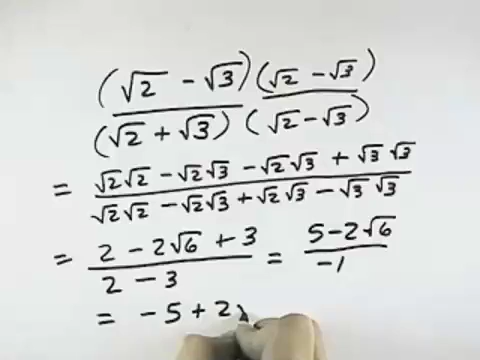 (√2 - √3) (√2 - √3)
(√2 + √3) (√2 - √3)
= √2 √2 - √2 √3 - √2 √3 + √3 √3
√2 √2 - √2 √3 + √2 √3 - √3 √3
= 2 - 2√6 + 3 = 5 - 2√6
2 - 3 -1
= -5 + 2